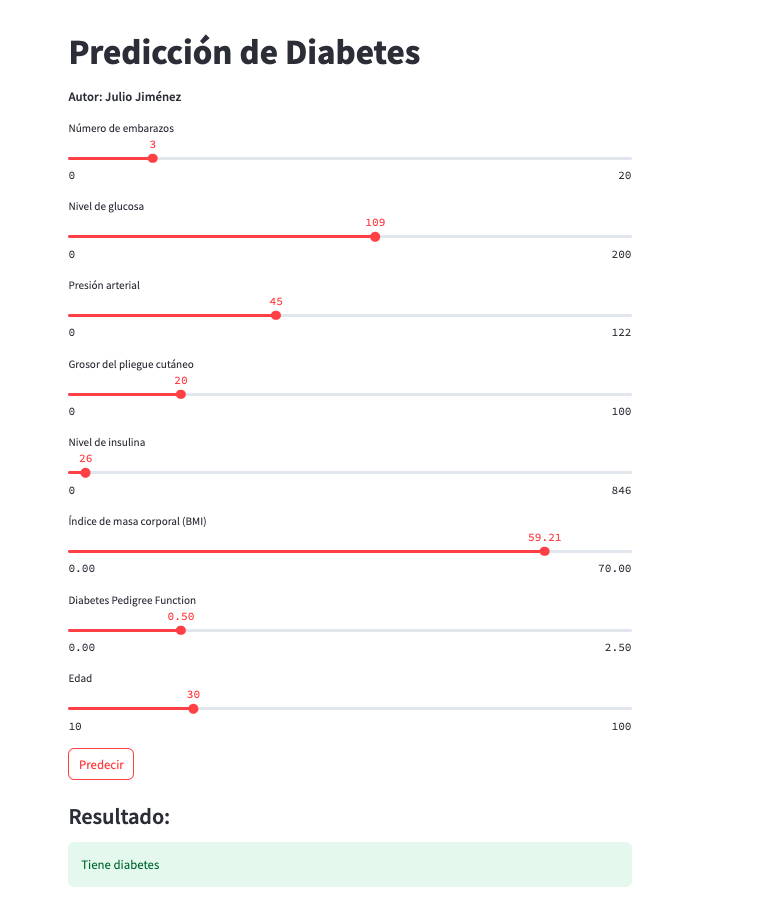 Predicción de Diabetes
Autor: Julio Jiménez
Número de embarazos
3
0 20
Nivel de glucosa
109
0 200
Presión arterial
45
0 122
Grosor del pliegue cutáneo
20
0 100
Nivel de insulina
26
0 846
Índice de masa corporal (BMI)
59.21
0.00 70.00
Diabetes Pedigree Function
0.50
0.00 2.50
Edad
30
10 100
Predecir
Resultado:
Tiene diabetes